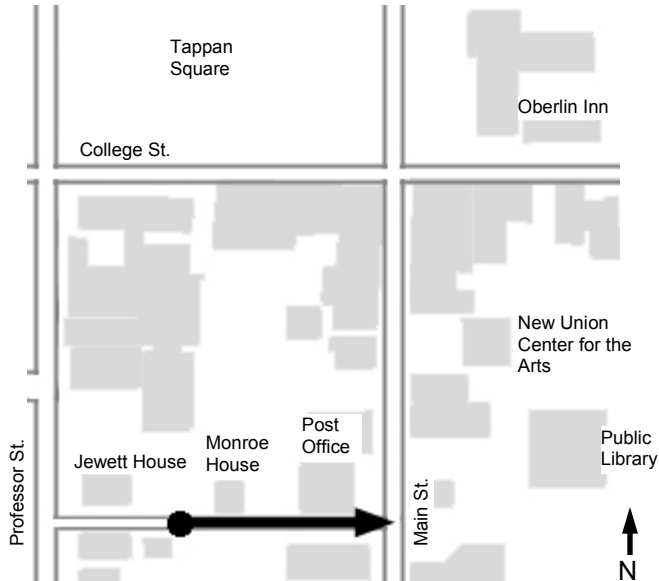 Tappan
Square
Oberlin Inn
College St.
New Union
Center for the
Arts
Post
Office
Monroe
House
Jewett House
Public
Library
Professor St.
Main St.
N